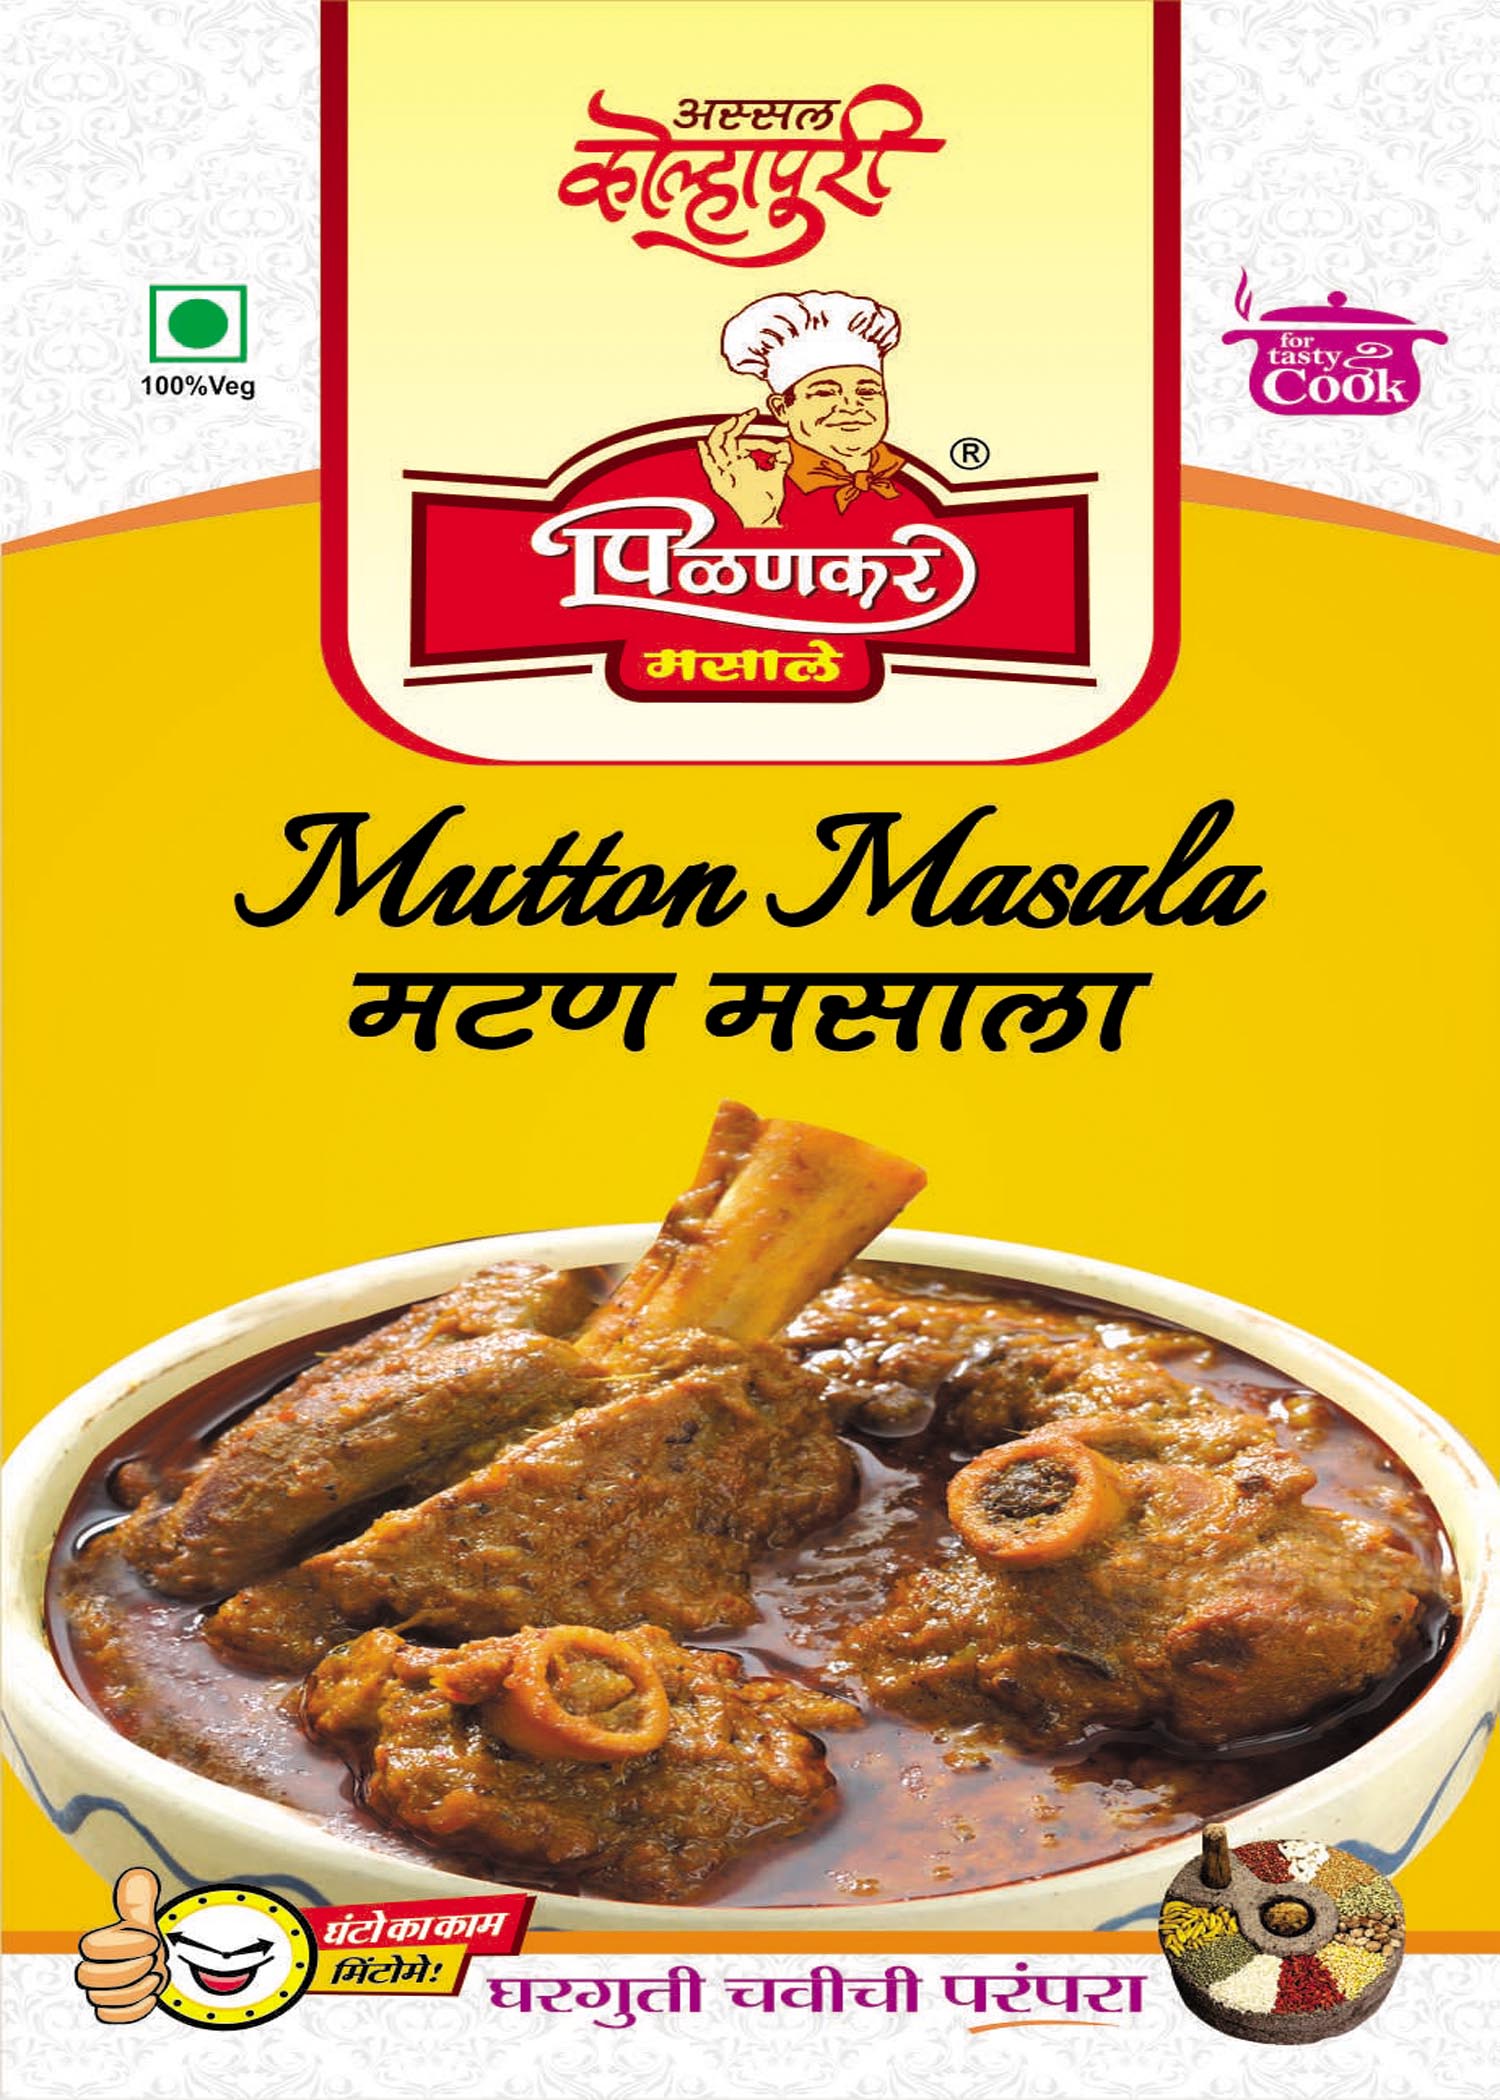 अस्सल
कोल्हापुरी
100%Veg
for
tasty
Cook
®
पिळणकर
मसाले
Mutton Masala
मटण मसाला
घंटो का काम
मिंटोमे!
घरगुती चवीची परंपरा